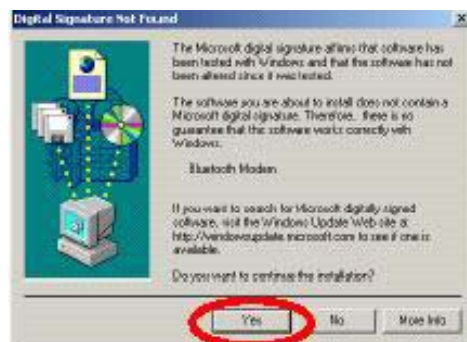 Digital Signature Not Found
The Microsoft digital signature affirms that software has
been tested with Windows and that the software has not
been altered since it was tested.
The software you are about to install does not contain a
Microsoft digital signature. Therefore, there is no
guarantee that this software works correctly with
Windows.
Bluetooth Modem
If you want to search for Microsoft digitally signed
software, visit the Windows Update Web site at
http://windowsupdate.microsoft.com to see if one is
available.
Do you want to continue the installation?
Yes
No
More Info